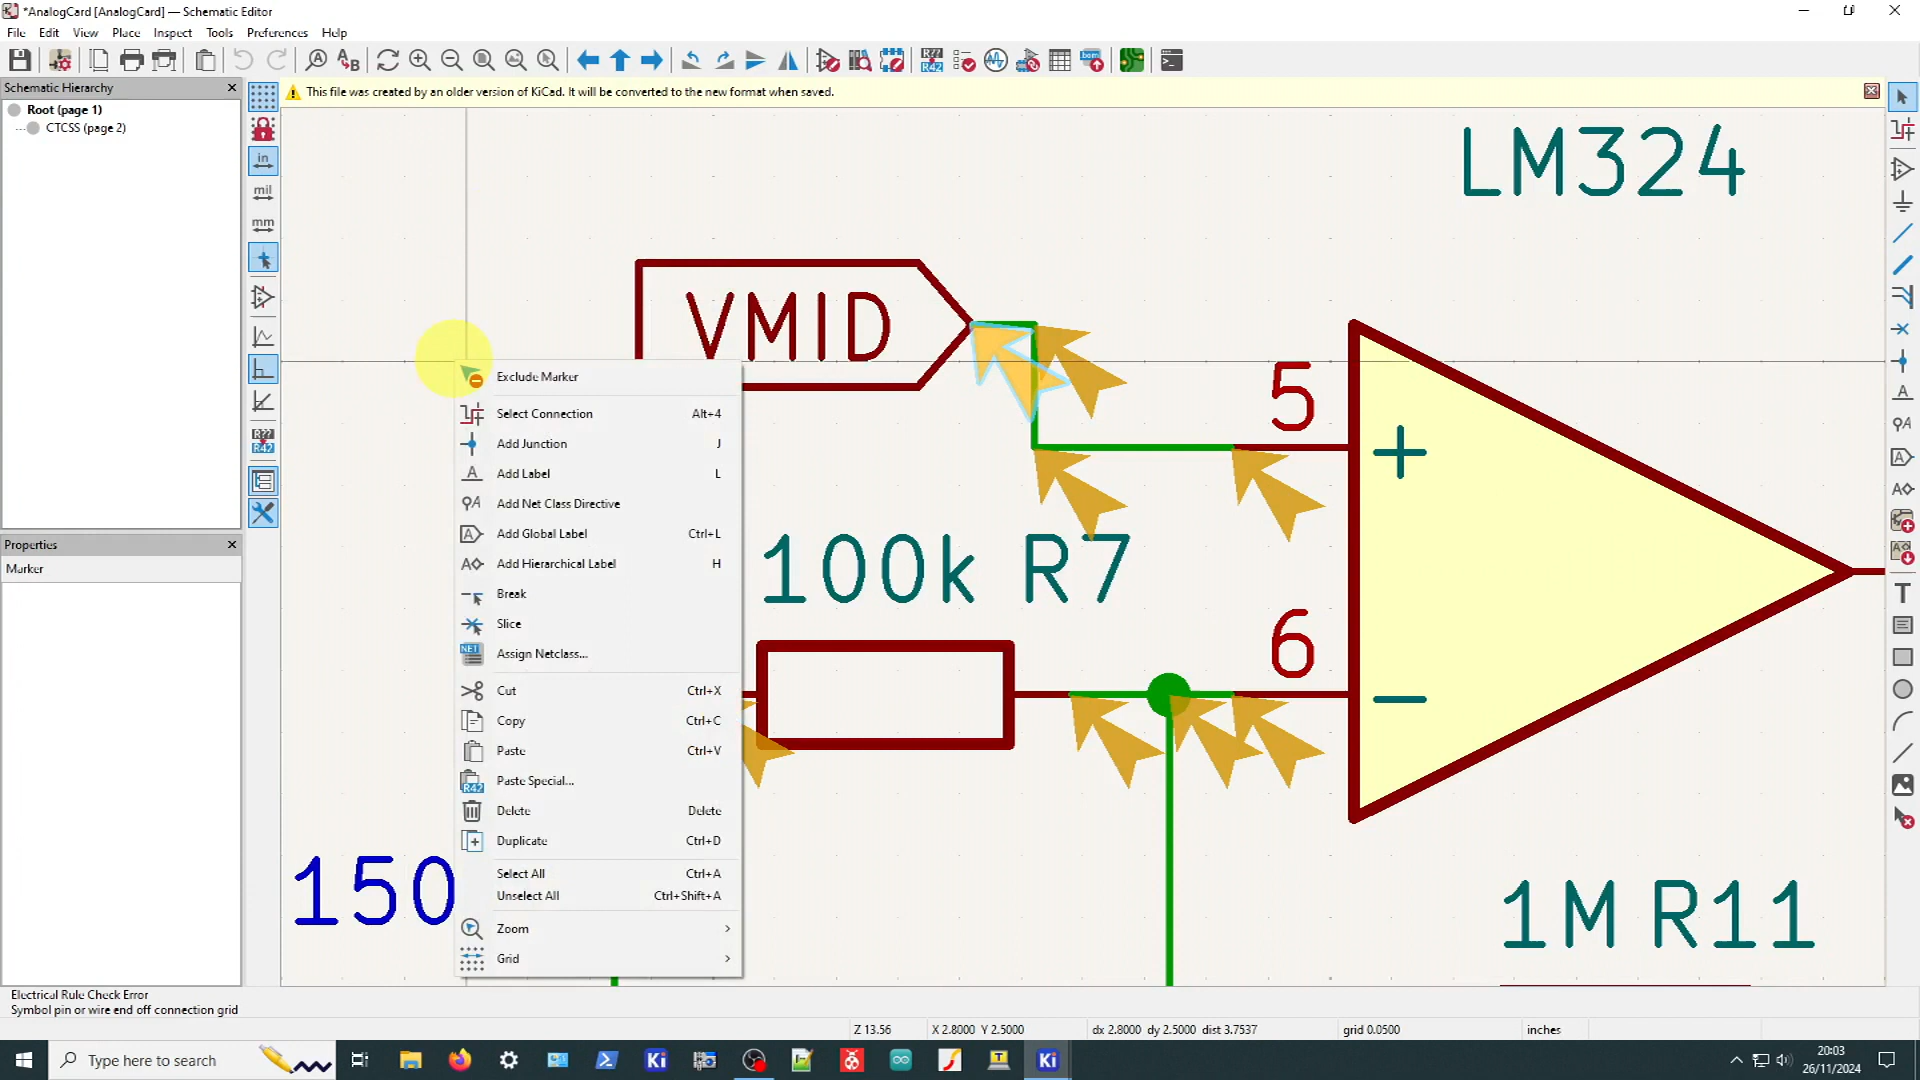 *AnalogCard [AnalogCard] — Schematic Editor
File Edit View Place Inspect Tools Preferences Help
Schematic Hierarchy
This file was created by an older version of KiCad. It will be converted to the new format when saved.
Root (page 1)
CTCSS (page 2)
in
mil
mm
LM324
VMID
5
100k R7
6
150
1M R11
Exclude Marker
Select Connection Alt+4
Add Junction J
Add Label L
Add Net Class Directive
Add Global Label Ctrl+L
Add Hierarchical Label H
Break
Slice
Assign Netclass...
Cut Ctrl+X
Copy Ctrl+C
Paste Ctrl+V
Paste Special...
Delete Delete
Duplicate Ctrl+D
Select All Ctrl+A
Unselect All Ctrl+Shift+A
Zoom
Grid
Properties
Marker
Electrical Rule Check Error
Symbol pin or wire end off connection grid
Z 13.56 X 2.8000 Y 2.5000 dx 2.8000 dy 2.5000 dist 3.7537 grid 0.0500 inches
Type here to search
20:03
26/11/2024